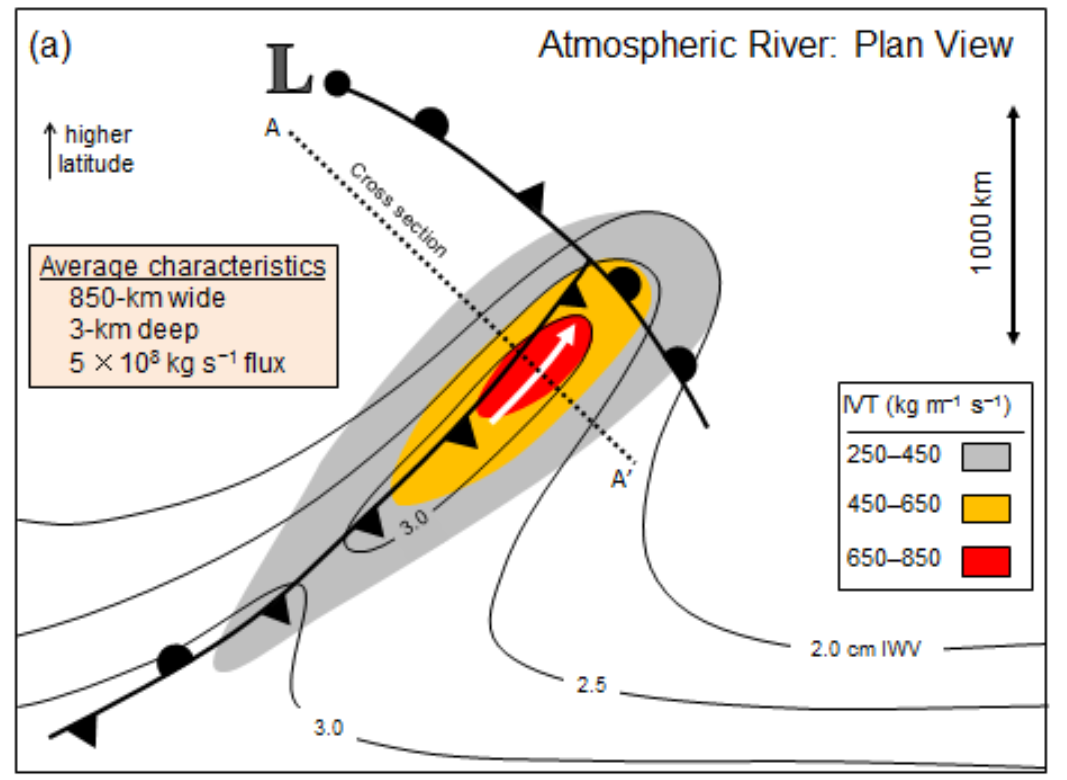 (a)
Atmospheric River: Plan View
L
A
higher
latitude
Cross section
1000 km
Average characteristics
850-km wide
3-km deep
5 × 10⁸ kg s⁻¹ flux
IVT (kg m⁻¹ s⁻¹)
250–450
450–650
650–850
A’
3.0
2.0 cm IWV
2.5
3.0